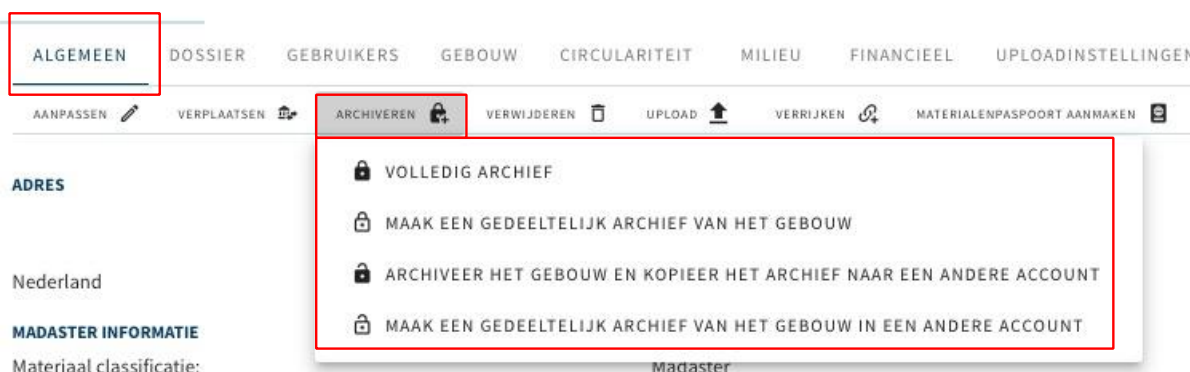 ALGEMEEN DOSSIER GEBRUIKERS GEBOUW CIRCULARITEIT MILIEU FINANCIEEL UPLOADINSTELLINGEN
AANPASSEN VERPLAATSEN ARCHIVEREN VERWIJDEREN UPLOAD VERRIJKEN MATERIALENPASPOORT AANMAKEN
VOLLEDIG ARCHIEF
ADRES
MAAK EEN GEDEELTELIJK ARCHIEF VAN HET GEBOUW
ARCHIVEER HET GEBOUW EN KOPIEER HET ARCHIEF NAAR EEN ANDERE ACCOUNT
Nederland
MAAK EEN GEDEELTELIJK ARCHIEF VAN HET GEBOUW IN EEN ANDERE ACCOUNT
MADASTER INFORMATIE
Materiaal classificatie: Madaster